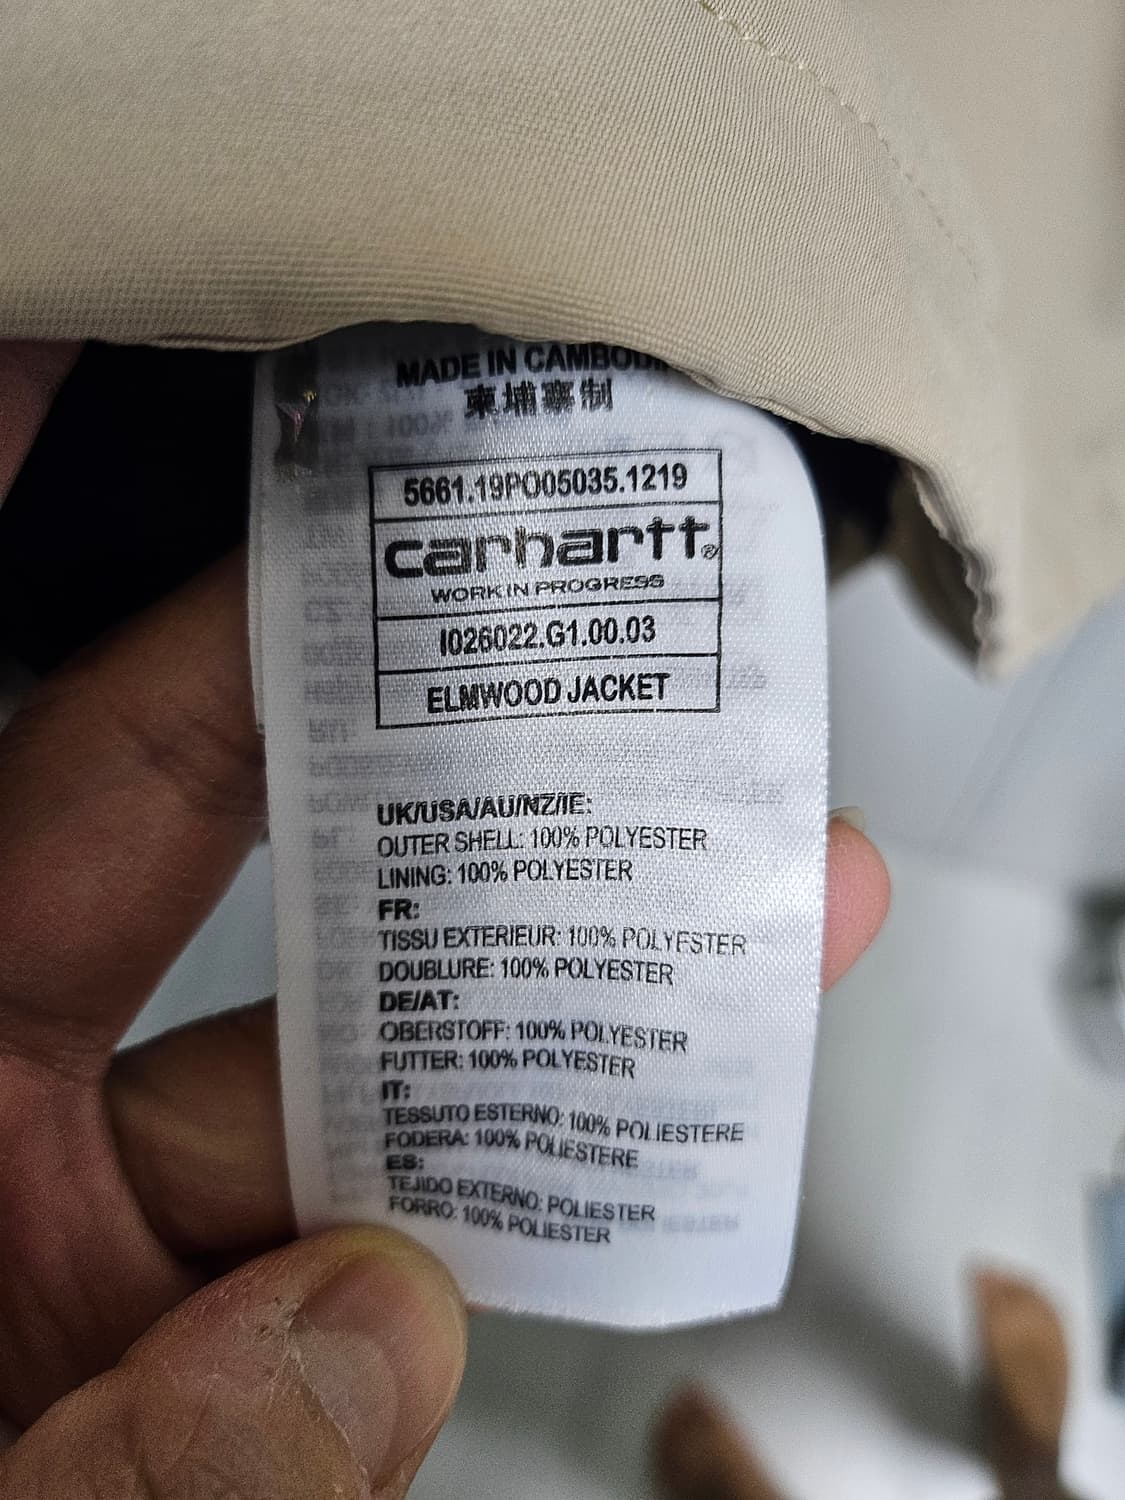 MADE IN CAMBODI
柬埔寨制
5661.19PO05035.1219
carhartt®
WORK IN PROGRESS
I026022.G1.00.03
ELMWOOD JACKET
UK/USA/AU/NZ/IE:
OUTER SHELL: 100% POLYESTER
LINING: 100% POLYESTER
FR:
TISSU EXTERIEUR: 100% POLYESTER
DOUBLURE: 100% POLYESTER
DE/AT:
OBERSTOFF: 100% POLYESTER
FUTTER: 100% POLYESTER
IT:
TESSUTO ESTERNO: 100% POLIESTERE
FODERA: 100% POLIESTERE
ES:
TEJIDO EXTERNO: POLIESTER
FORRO: 100% POLIESTER